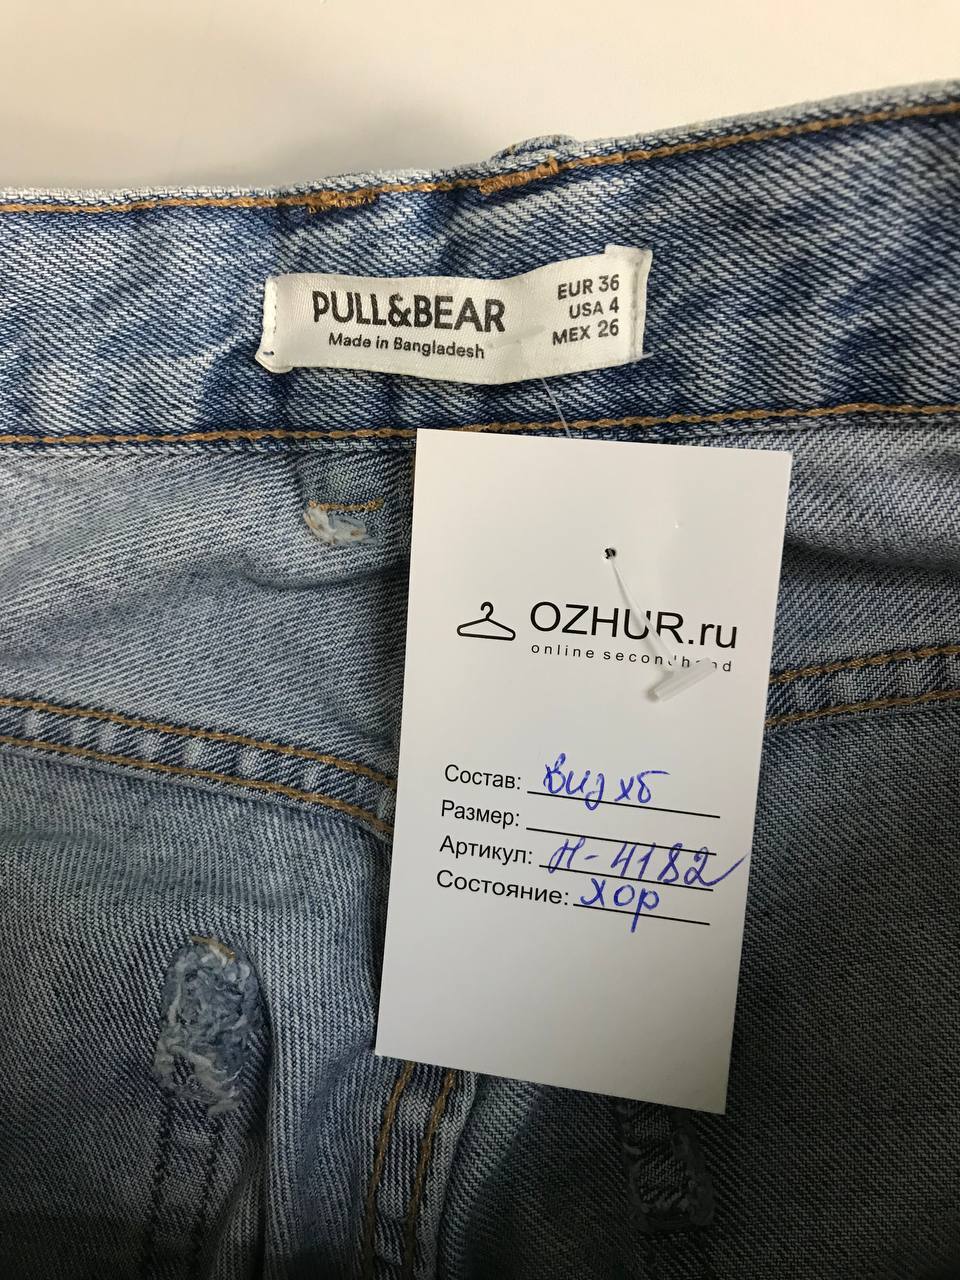 PULL&BEAR
Made in Bangladesh
EUR 36
USA 4
MEX 26
OZHUR.ru
online secondhand
Состав: Вид хб
Размер:
Артикул: Н-4182
Состояние: хор